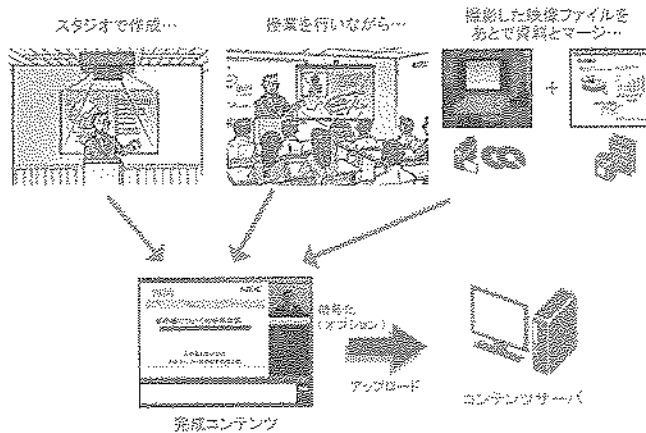 スタジオで作成…
授業を行いながら…
撮影した映像ファイルを
あとで資料とマージ…
+
暗号化
(オプション)
アップロード
完成コンテンツ
コンテンツサーバ